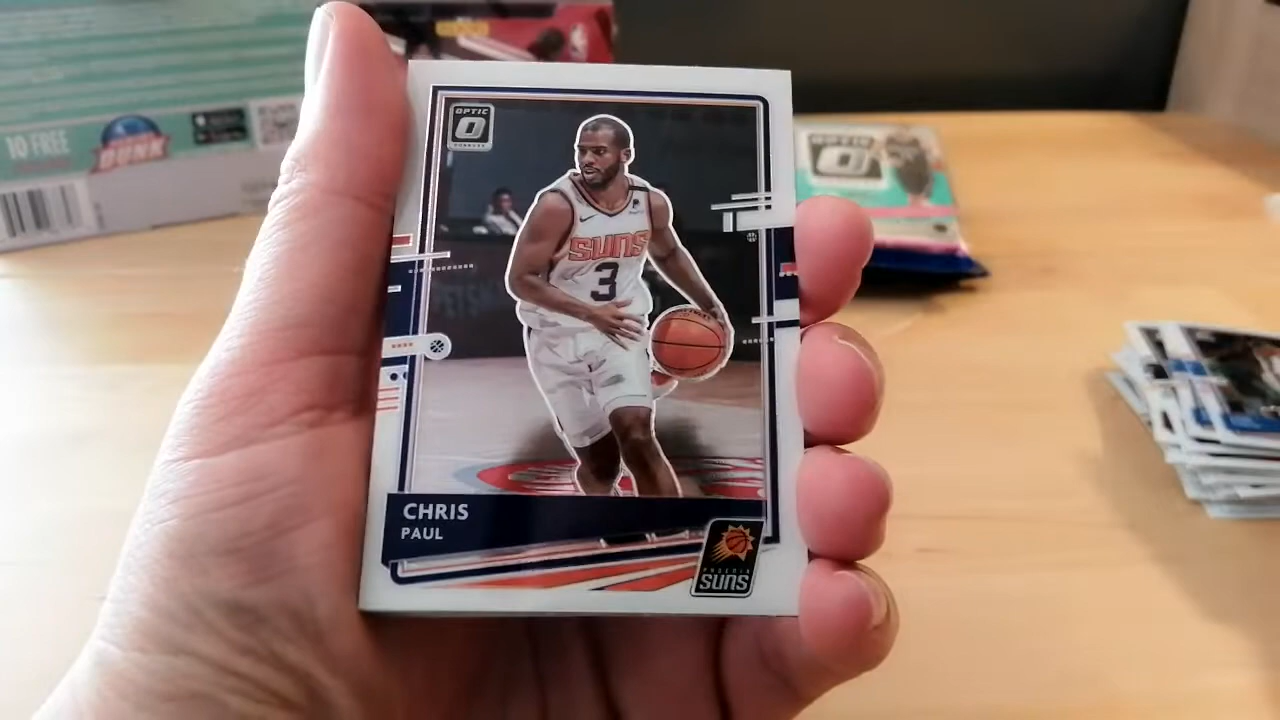 10 FREE
DUNK
OPTIC
DONRUSS
OPTIC
SUNS
3
CHRIS
PAUL
PHOENIX
SUNS